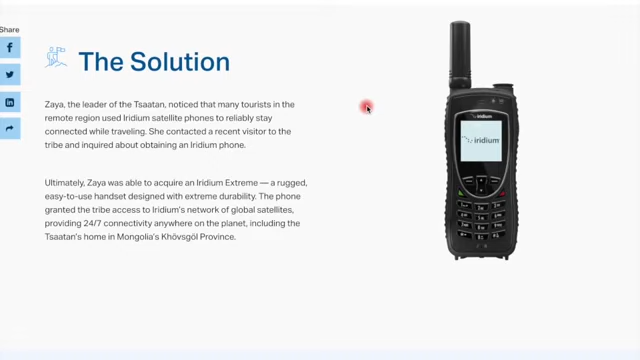 Share
The Solution
Zaya, the leader of the Tsaatan, noticed that many tourists in the
remote region used Iridium satellite phones to reliably stay
connected while traveling. She contacted a recent visitor to the
tribe and inquired about obtaining an Iridium phone.
Ultimately, Zaya was able to acquire an Iridium Extreme — a rugged,
easy-to-use handset designed with extreme durability. The phone
granted the tribe access to Iridium's network of global satellites,
providing 24/7 connectivity anywhere on the planet, including the
Tsaatan's home in Mongolia's Khövsgöl Province.
iridium
iridium